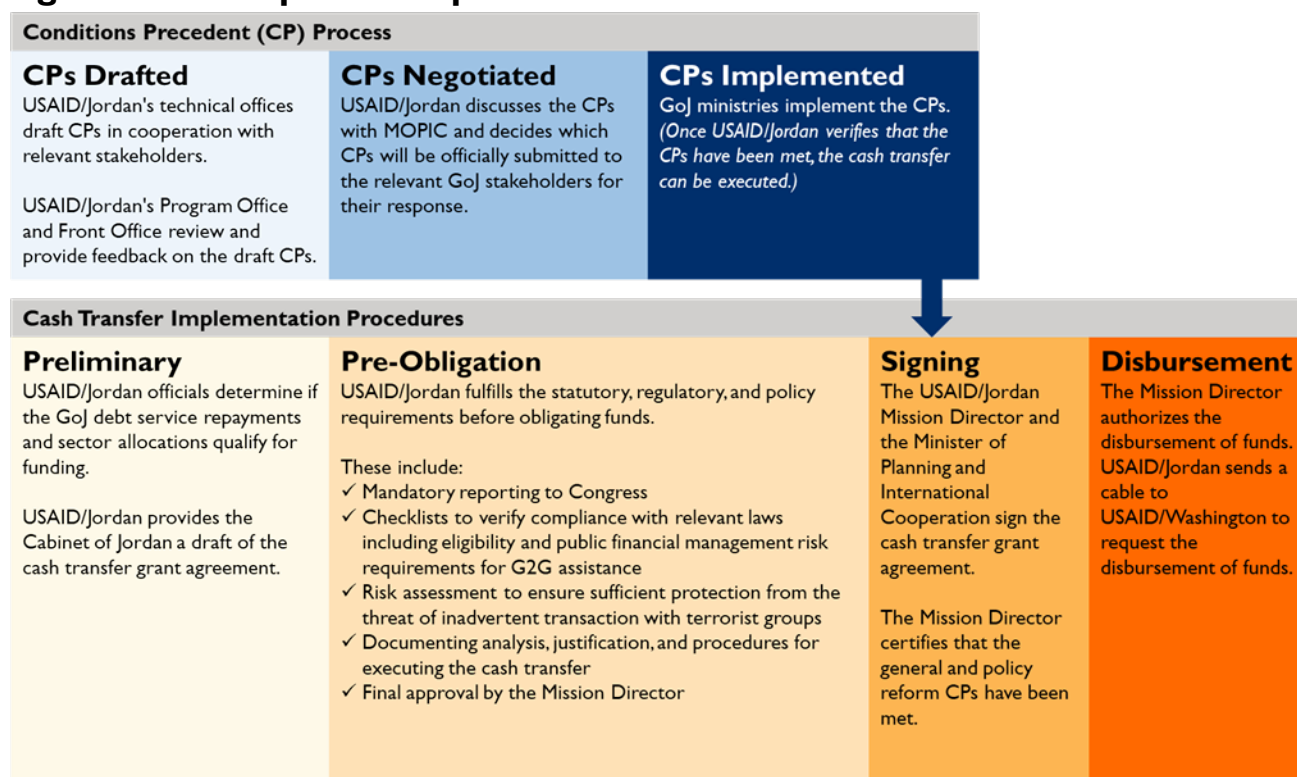 Conditions Precedent (CP) Process
CPs Drafted
USAID/Jordan's technical offices
draft CPs in cooperation with
relevant stakeholders.
USAID/Jordan's Program Office
and Front Office review and
provide feedback on the draft CPs.
CPs Negotiated
USAID/Jordan discusses the CPs
with MOPIC and decides which
CPs will be officially submitted to
the relevant GoJ stakeholders for
their response.
CPs Implemented
GoJ ministries implement the CPs.
(Once USAID/Jordan verifies that the
CPs have been met, the cash transfer
can be executed.)
Cash Transfer Implementation Procedures
Preliminary
USAID/Jordan officials determine if
the GoJ debt service repayments
and sector allocations qualify for
funding.
USAID/Jordan provides the
Cabinet of Jordan a draft of the
cash transfer grant agreement.
Pre-Obligation
USAID/Jordan fulfills the statutory, regulatory, and policy
requirements before obligating funds.
These include:
✓ Mandatory reporting to Congress
✓ Checklists to verify compliance with relevant laws
including eligibility and public financial management risk
requirements for G2G assistance
✓ Risk assessment to ensure sufficient protection from the
threat of inadvertent transaction with terrorist groups
✓ Documenting analysis, justification, and procedures for
executing the cash transfer
✓ Final approval by the Mission Director
Signing
The USAID/Jordan
Mission Director and
the Minister of
Planning and
International
Cooperation sign the
cash transfer grant
agreement.
The Mission Director
certifies that the
general and policy
reform CPs have been
met.
Disbursement
The Mission Director
authorizes the
disbursement of funds.
USAID/Jordan sends a
cable to
USAID/Washington to
request the
disbursement of funds.